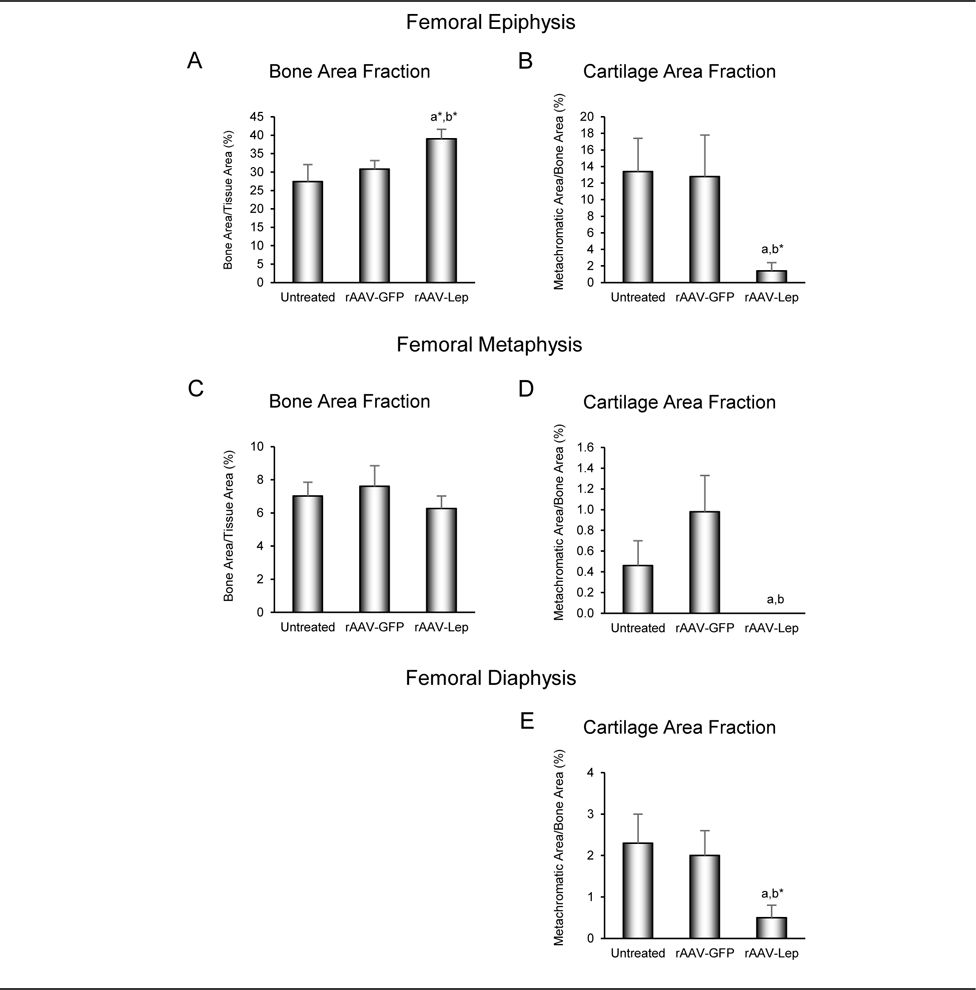 Femoral Epiphysis
A
Bone Area Fraction
Bone Area/Tissue Area (%)
45
40
35
30
25
20
15
10
5
0
a*,b*
Untreated rAAV-GFP rAAV-Lep
B
Cartilage Area Fraction
Metachromatic Area/Bone Area (%)
20
18
16
14
12
10
8
6
4
2
0
a,b*
Untreated rAAV-GFP rAAV-Lep
Femoral Metaphysis
C
Bone Area Fraction
Bone Area/Tissue Area (%)
10
8
6
4
2
0
Untreated rAAV-GFP rAAV-Lep
D
Cartilage Area Fraction
Metachromatic Area/Bone Area (%)
1.6
1.4
1.2
1.0
0.8
0.6
0.4
0.2
0.0
a,b
Untreated rAAV-GFP rAAV-Lep
Femoral Diaphysis
E
Cartilage Area Fraction
Metachromatic Area/Bone Area (%)
4
3
2
1
0
a,b*
Untreated rAAV-GFP rAAV-Lep